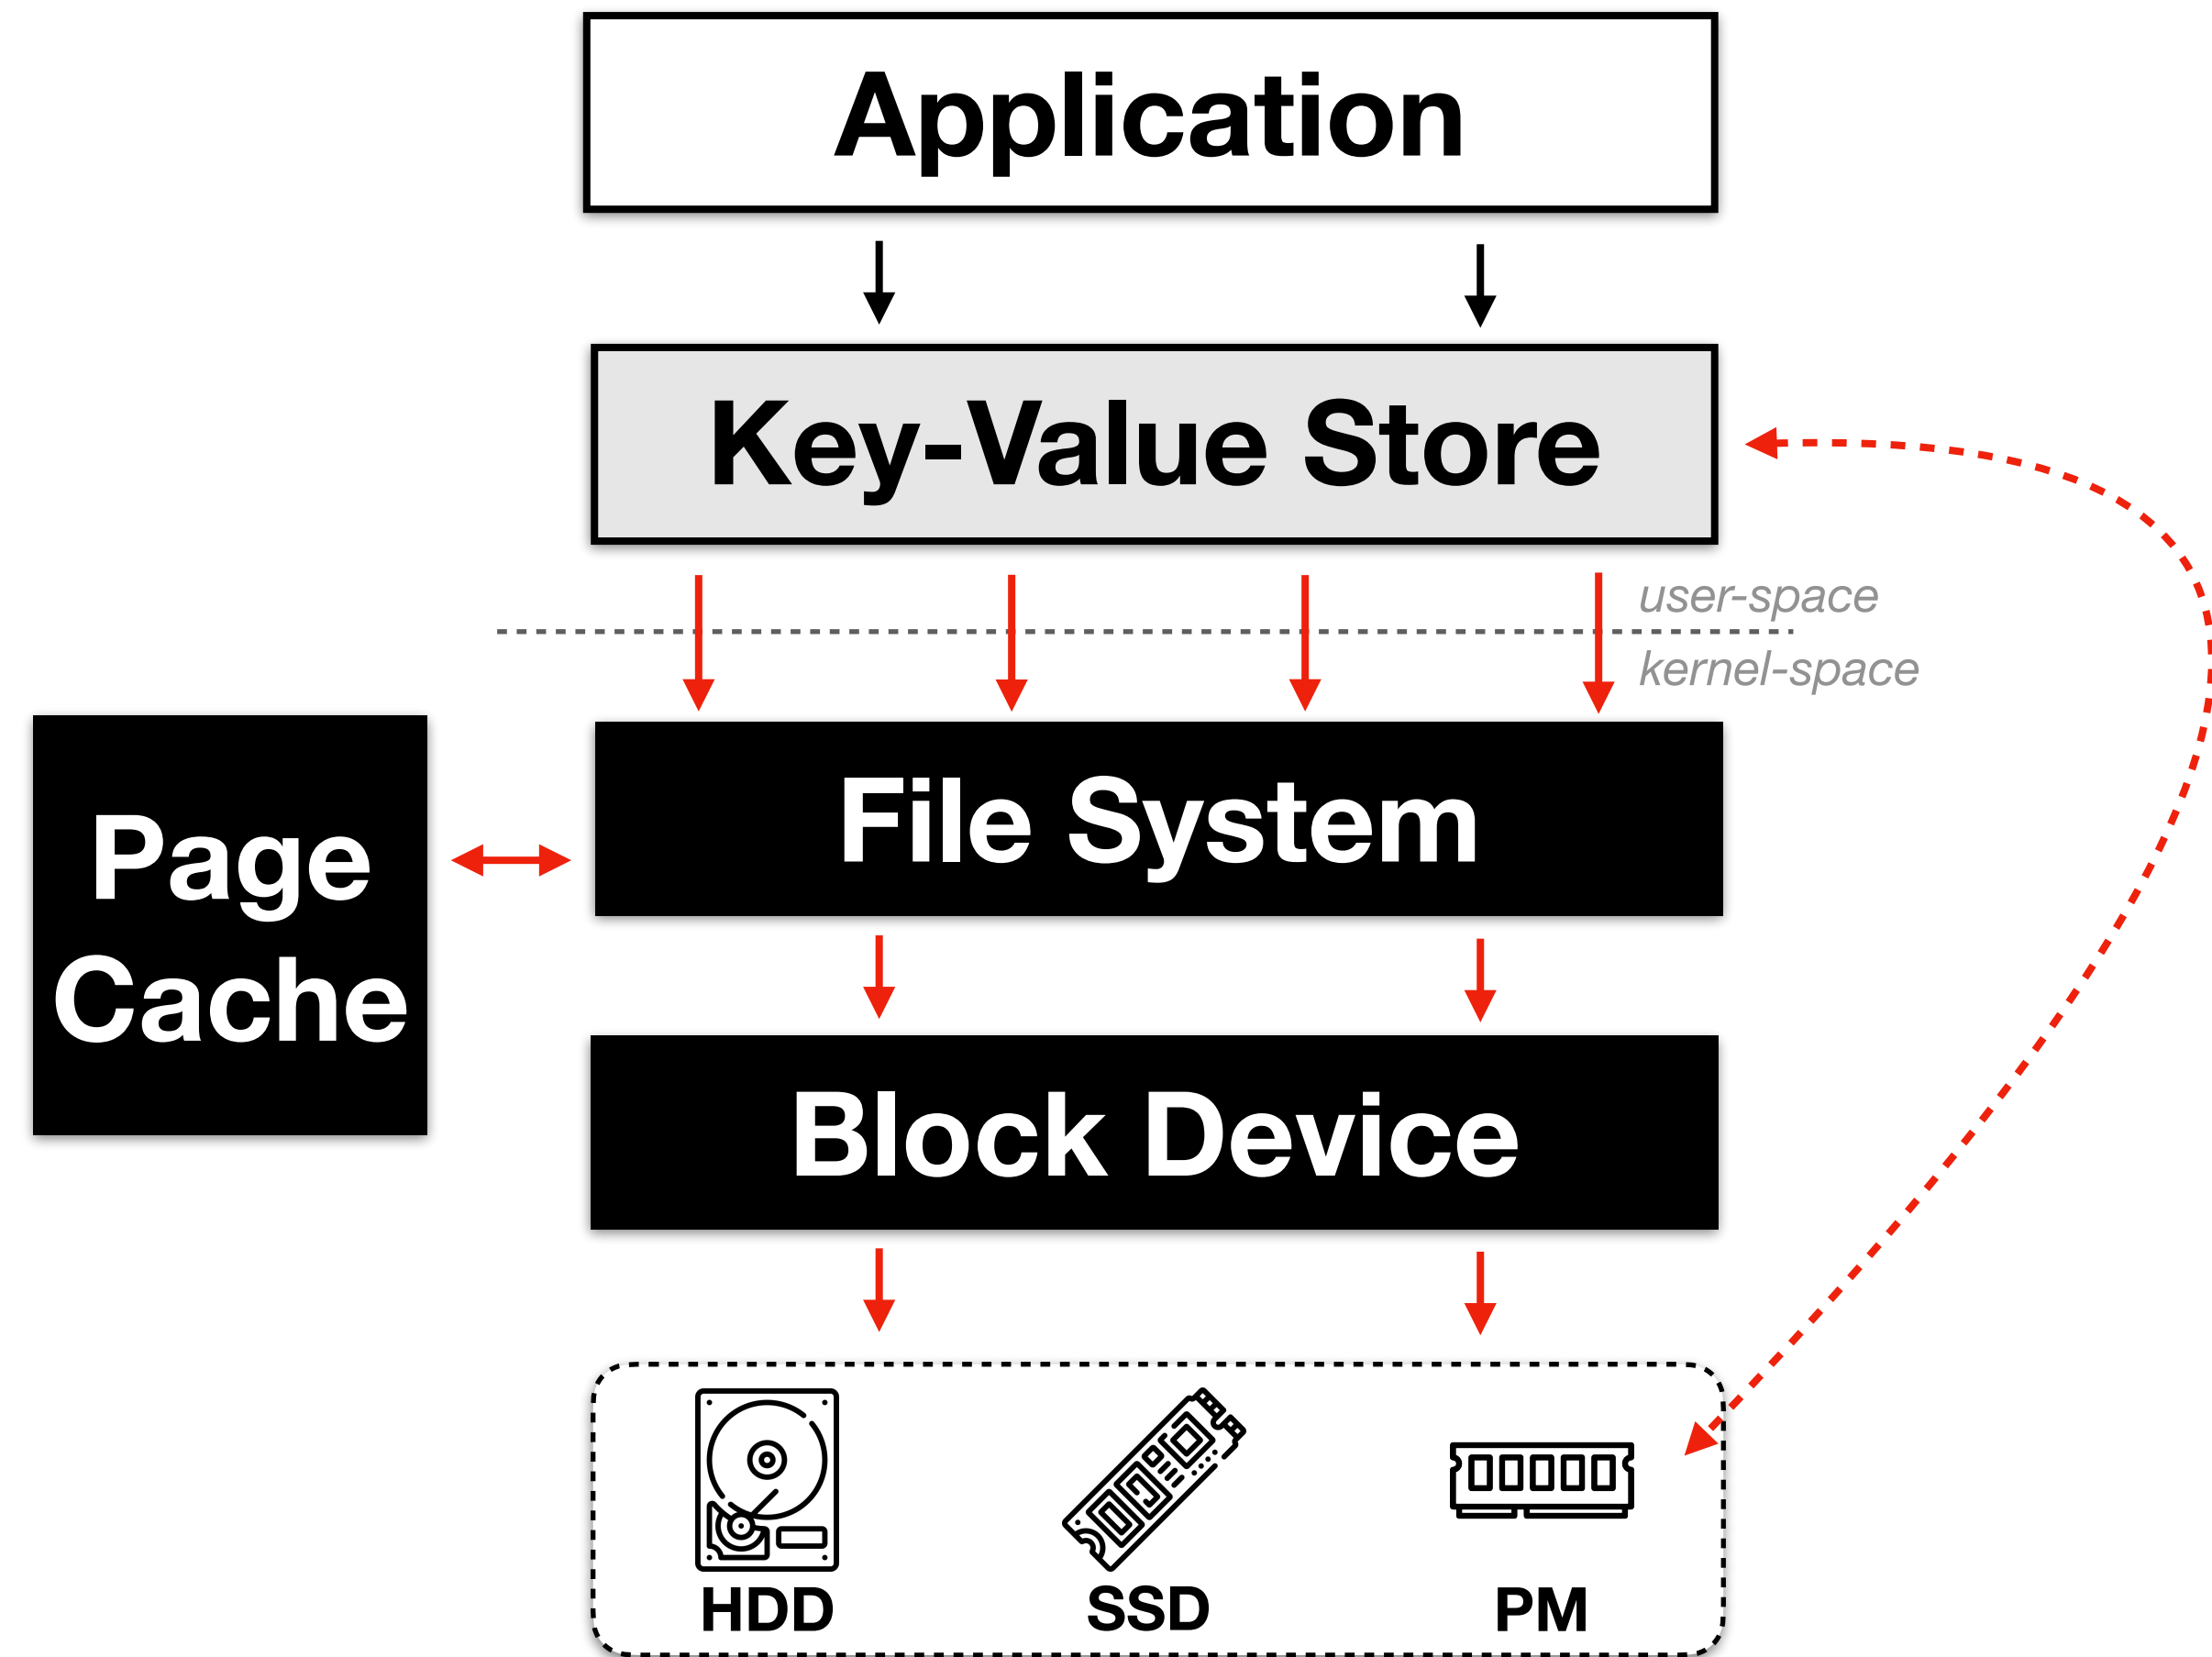 Application
Key-Value Store
user-space
kernel-space
Page
Cache
File System
Block Device
HDD
SSD
PM